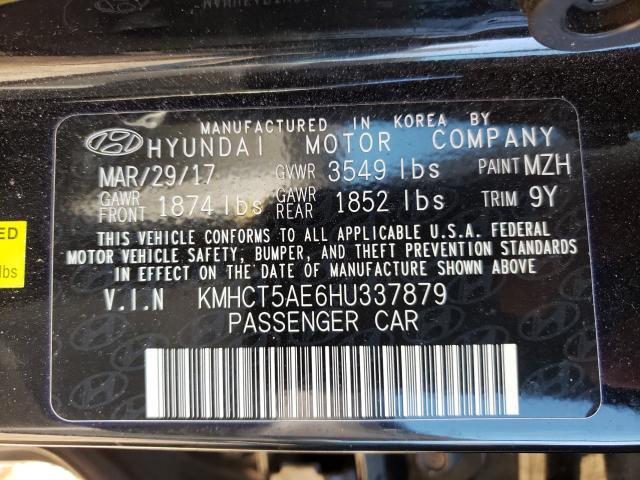 MANUFACTURED IN KOREA BY
HYUNDAI MOTOR COMPANY
MAR/29/17 GVWR 3549 lbs PAINT MZH
GAWR FRONT 1874 lbs GAWR REAR 1852 lbs TRIM 9Y
THIS VEHICLE CONFORMS TO ALL APPLICABLE U.S.A. FEDERAL
MOTOR VEHICLE SAFETY, BUMPER, AND THEFT PREVENTION STANDARDS
IN EFFECT ON THE DATE OF MANUFACTURE SHOWN ABOVE
V.I.N KMHCT5AE6HU337879
PASSENGER CAR
ED
lbs